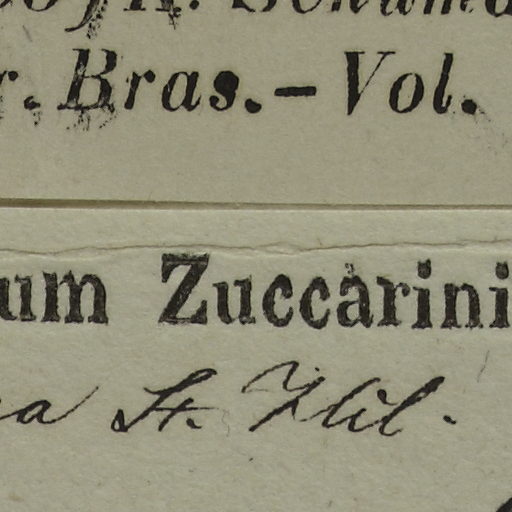 r. Bras.– Vol.
um Zuccarini
a St. Hil.